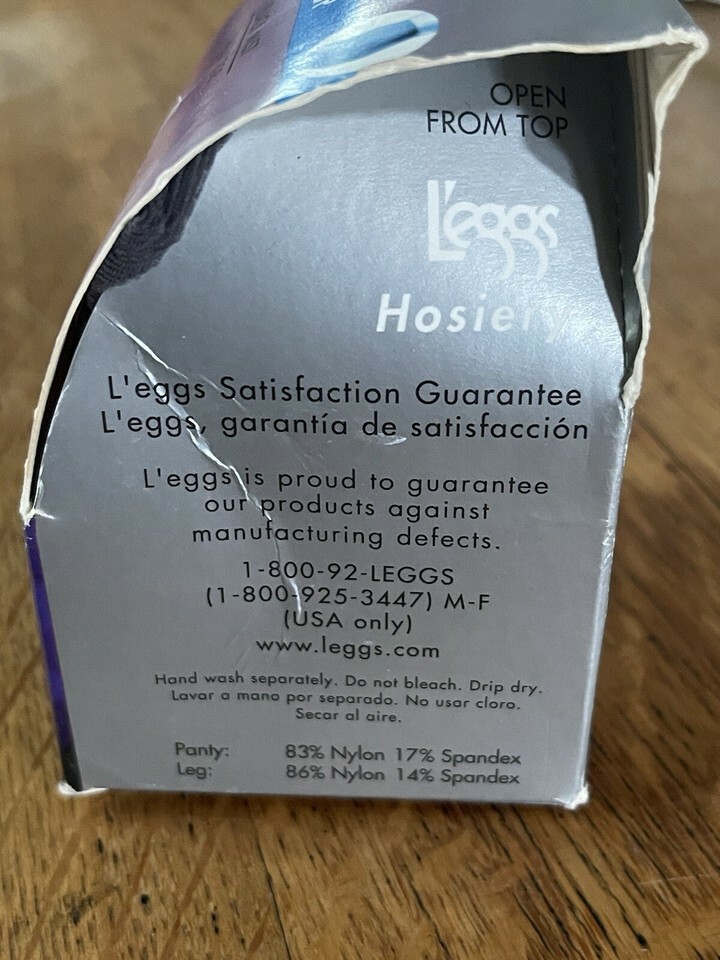 OPEN
FROM TOP
L'eggs
Hosiery
L'eggs Satisfaction Guarantee
L'eggs, garantía de satisfacción
L'eggs is proud to guarantee
our products against
manufacturing defects.
1-800-92-LEGGS
(1-800-925-3447) M-F
(USA only)
www.leggs.com
Hand wash separately. Do not bleach. Drip dry.
Lavar a mano por separado. No usar cloro.
Secar al aire.
Panty: 83% Nylon 17% Spandex
Leg: 86% Nylon 14% Spandex